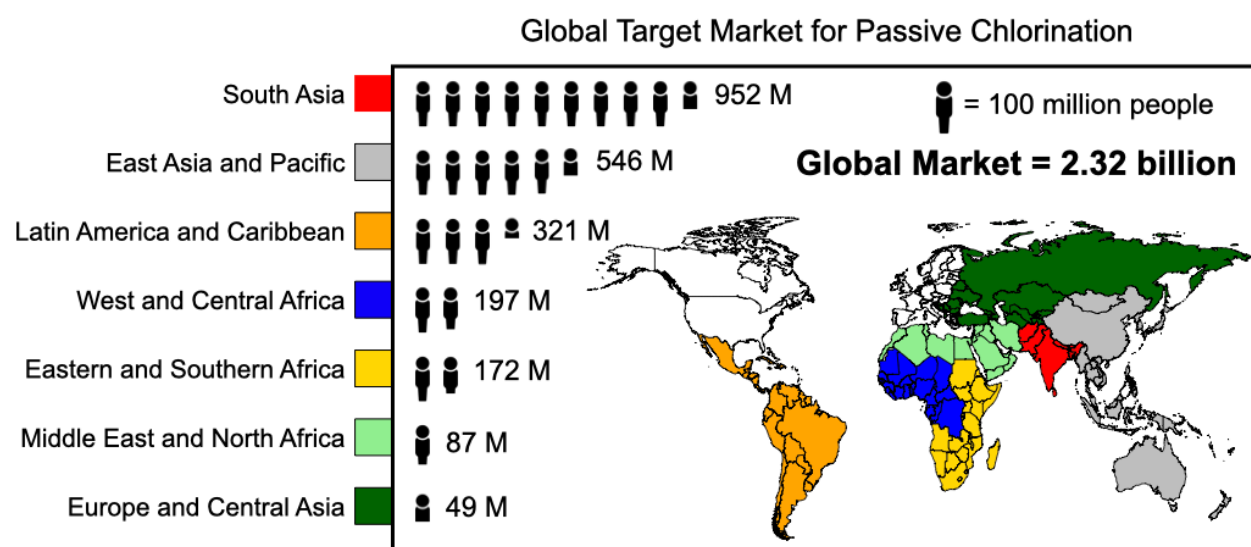 Global Target Market for Passive Chlorination
South Asia 952 M
= 100 million people
East Asia and Pacific 546 M
Global Market = 2.32 billion
Latin America and Caribbean 321 M
West and Central Africa 197 M
Eastern and Southern Africa 172 M
Middle East and North Africa 87 M
Europe and Central Asia 49 M